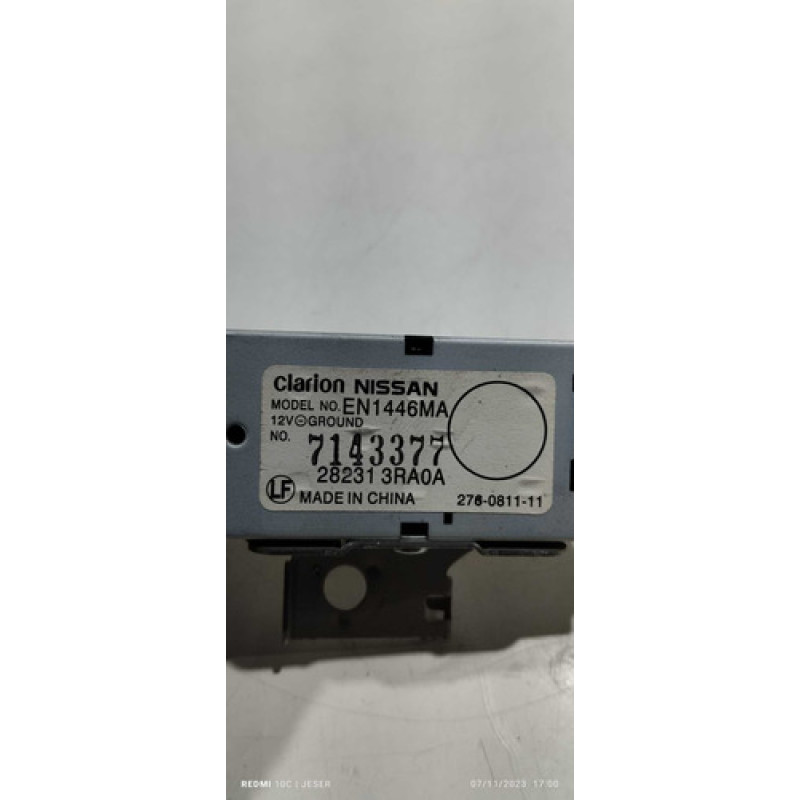 Clarion NISSAN
MODEL NO. EN1446MA
12V⊖GROUND
NO. 7143377
28231 3RA0A
LF MADE IN CHINA 276-0811-11
REDMI 10C | JESER 07/11/2023 17:00